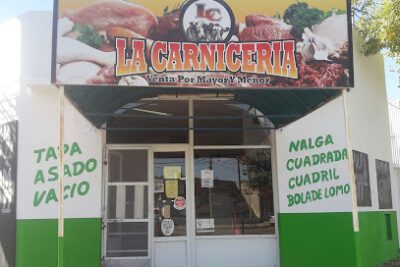 LC
LA CARNICERIA
Venta Por Mayor Y Menor
TAPA
ASADO
VACIO
NALGA
CUADRADA
CUADRIL
BOLADE LOMO